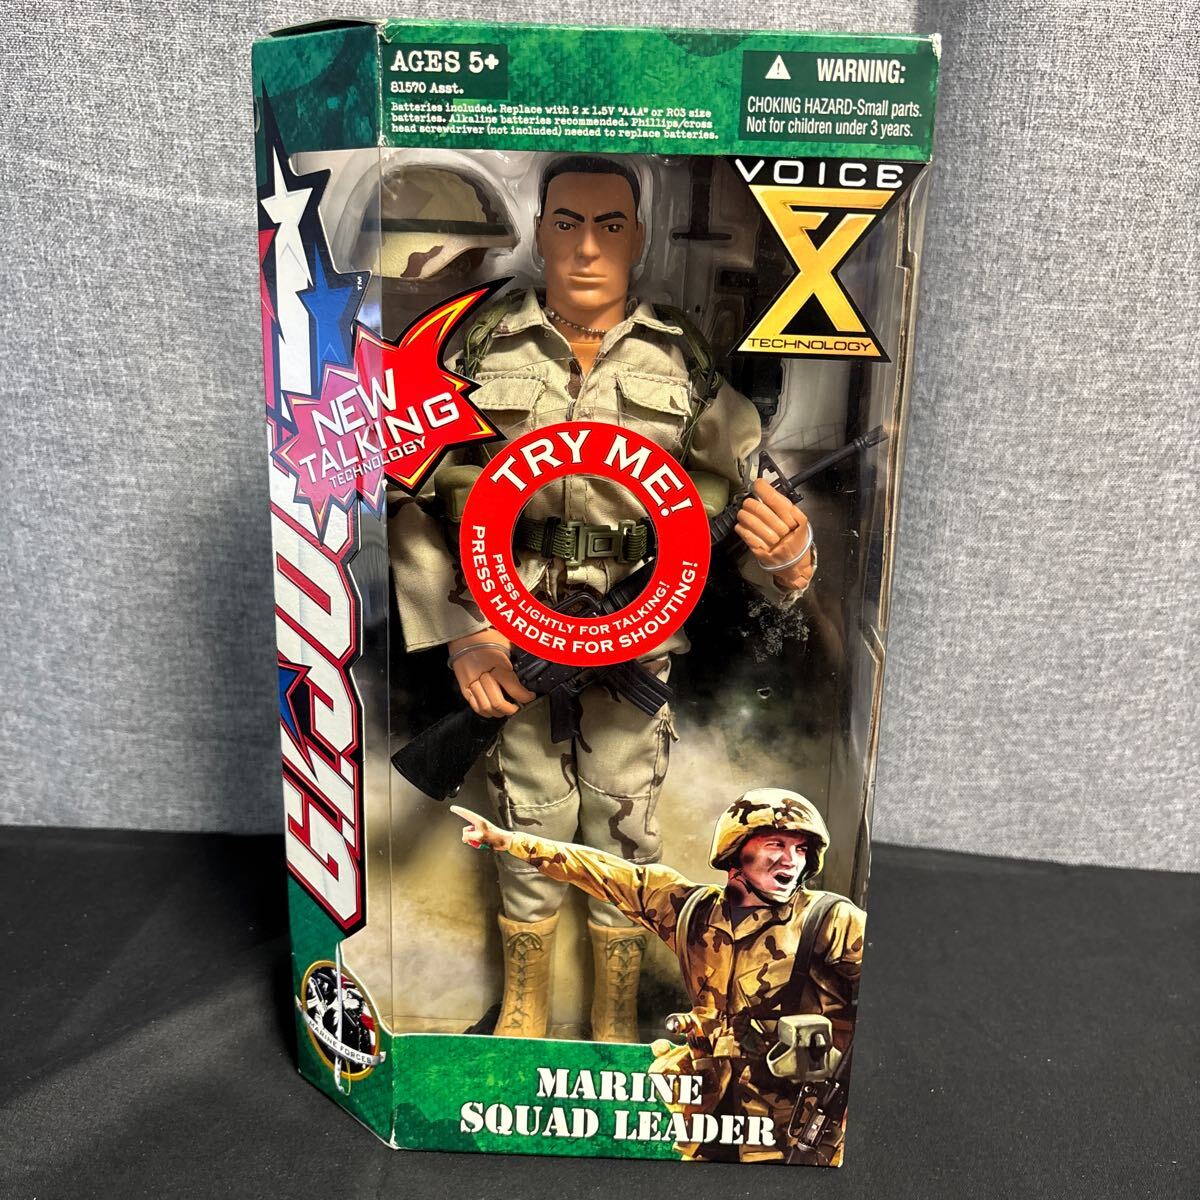 AGES 5+
81570 Asst.
Batteries included. Replace with 2 x 1.5V "AAA" or R03 size
batteries. Alkaline batteries recommended. Phillips/cross
head screwdriver (not included) needed to replace batteries.
⚠ WARNING:
CHOKING HAZARD-Small parts.
Not for children under 3 years.
VOICE
FX
TECHNOLOGY
G.I. JOE
™
NEW
TALKING
TECHNOLOGY
TRY ME!
PRESS LIGHTLY FOR TALKING!
PRESS HARDER FOR SHOUTING!
MARINE FORCES
MARINE
SQUAD LEADER